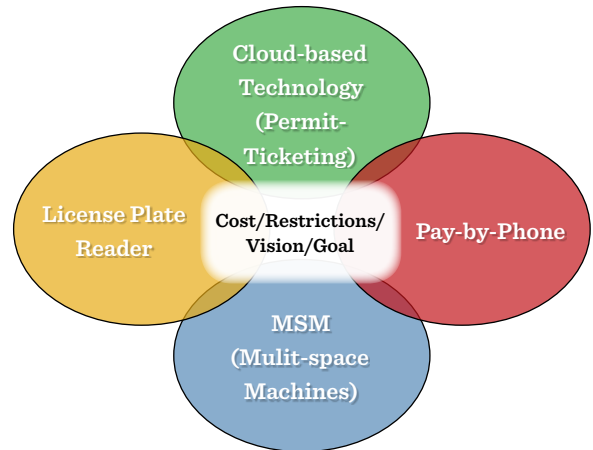 Cloud-based
Technology
(Permit-
Ticketing)
License Plate
Reader
Cost/Restrictions/
Vision/Goal
Pay-by-Phone
MSM
(Mulit-space
Machines)